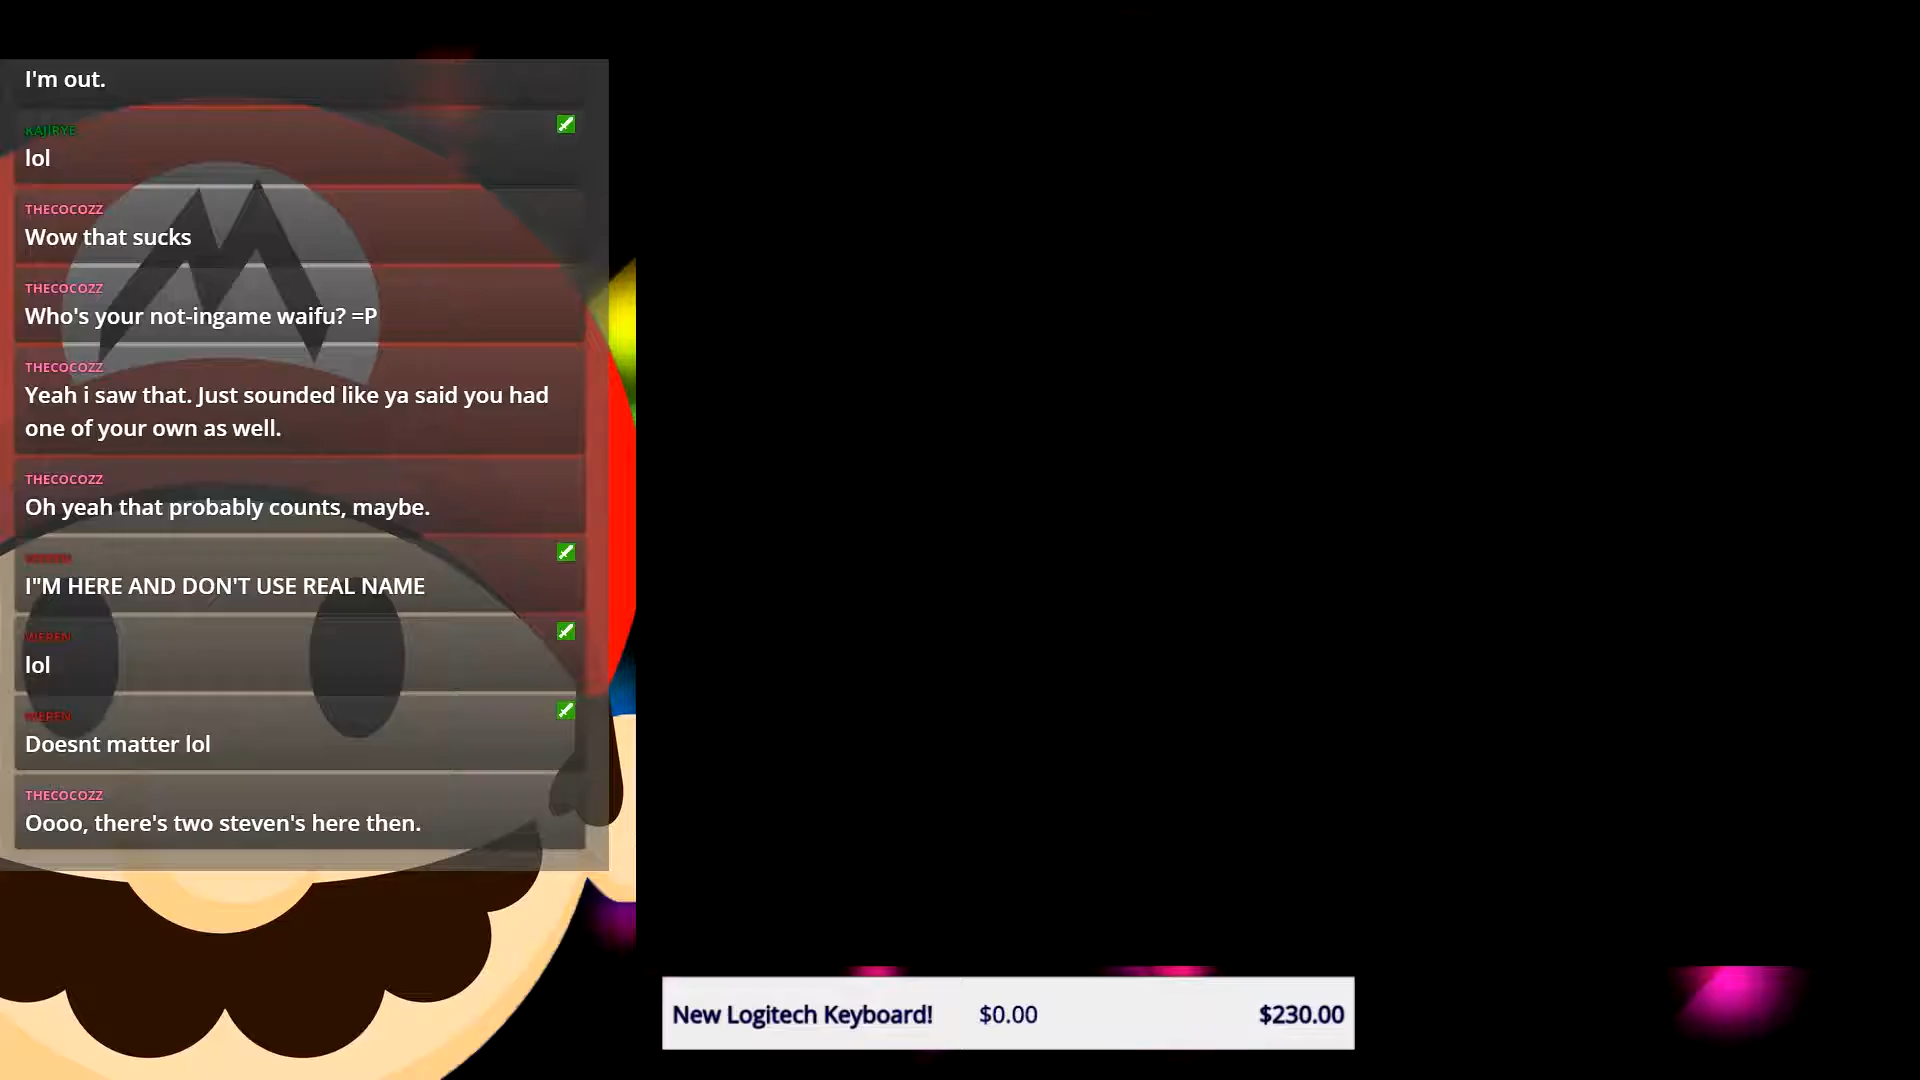 I'm out.
KAJIRYE
lol
THECOCOZZ
Wow that sucks
THECOCOZZ
Who's your not-ingame waifu? =P
THECOCOZZ
Yeah i saw that. Just sounded like ya said you had
one of your own as well.
THECOCOZZ
Oh yeah that probably counts, maybe.
I"M HERE AND DON'T USE REAL NAME
WEREN
lol
WEREN
Doesnt matter lol
THECOCOZZ
Oooo, there's two steven's here then.
New Logitech Keyboard! $0.00 $230.00